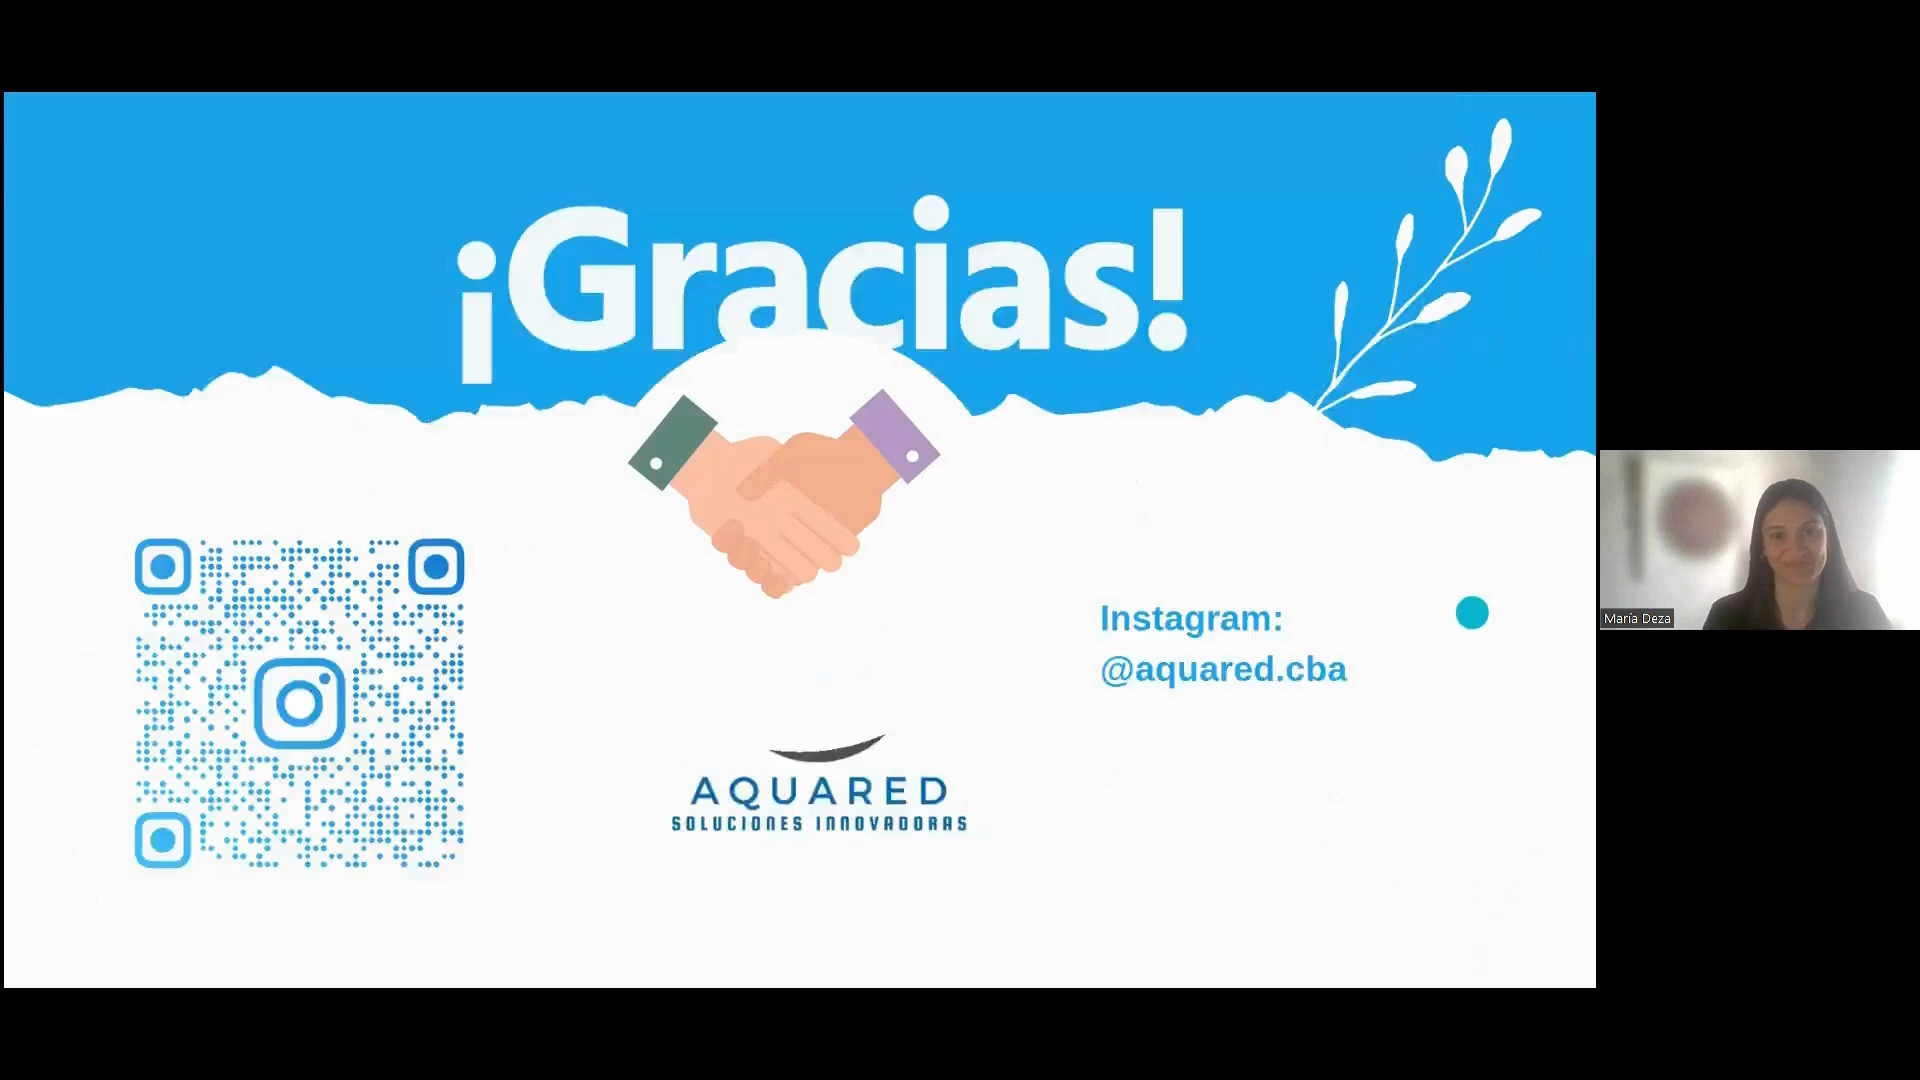 ¡Gracias!
Instagram:
@aquared.cba
AQUARED
SOLUCIONES INNOVADORAS
María Deza